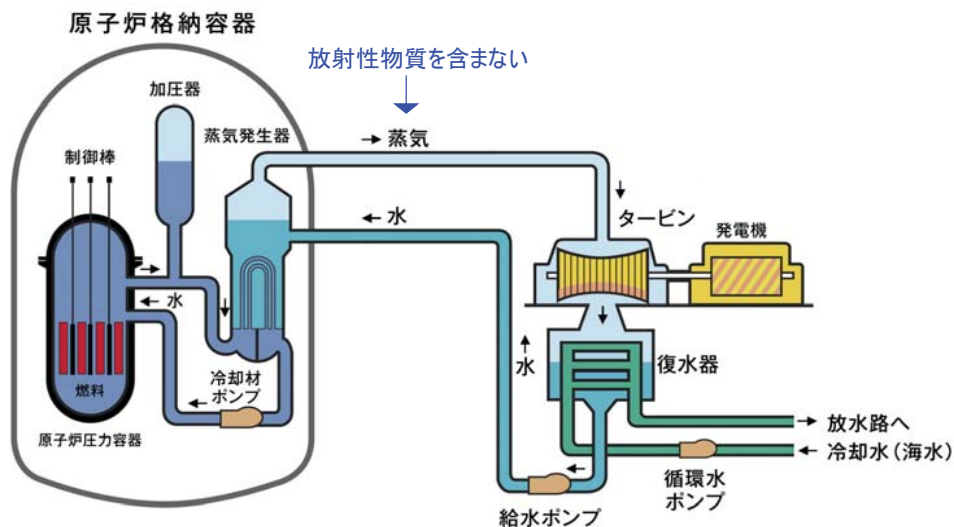 原子炉格納容器
放射性物質を含まない
加圧器
蒸気発生器
→ 蒸気
制御棒
← 水
タービン
発電機
← 水
水
復水器
冷却材
ポンプ
燃料
原子炉圧力容器
→ 放水路へ
← 冷却水(海水)
循環水
ポンプ
給水ポンプ